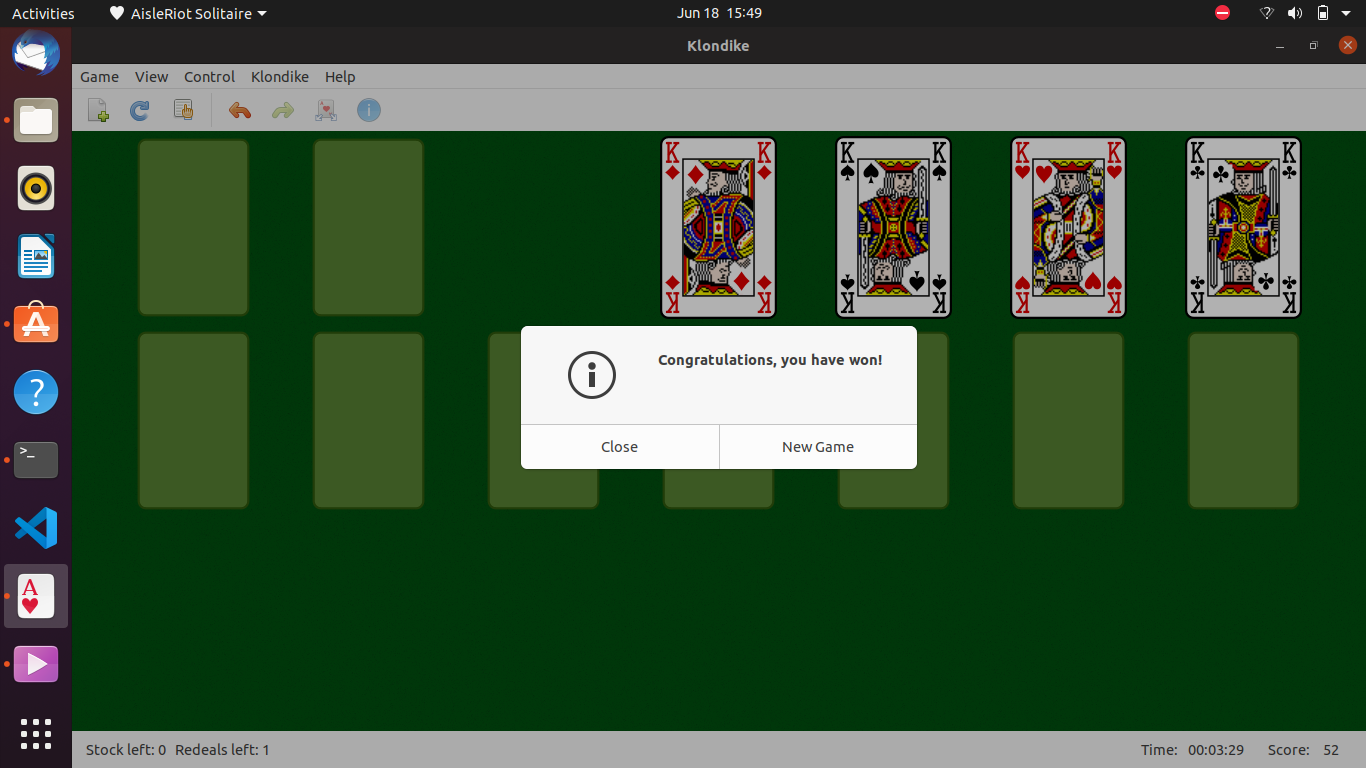 Activities
AisleRiot Solitaire
Jun 18 15:49
Klondike
Game View Control Klondike Help
K K K K K K K K
K K K K
Congratulations, you have won!
Close New Game
>_
A
Stock left: 0 Redeals left: 1
Time: 00:03:29 Score: 52